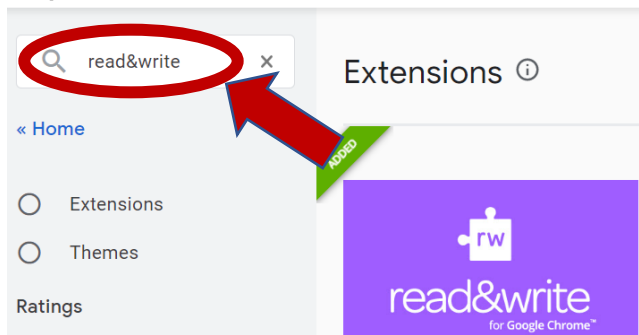 read&write
Extensions
« Home
ADDED
Extensions
Themes
Ratings
rw
read&write
for Google Chrome™